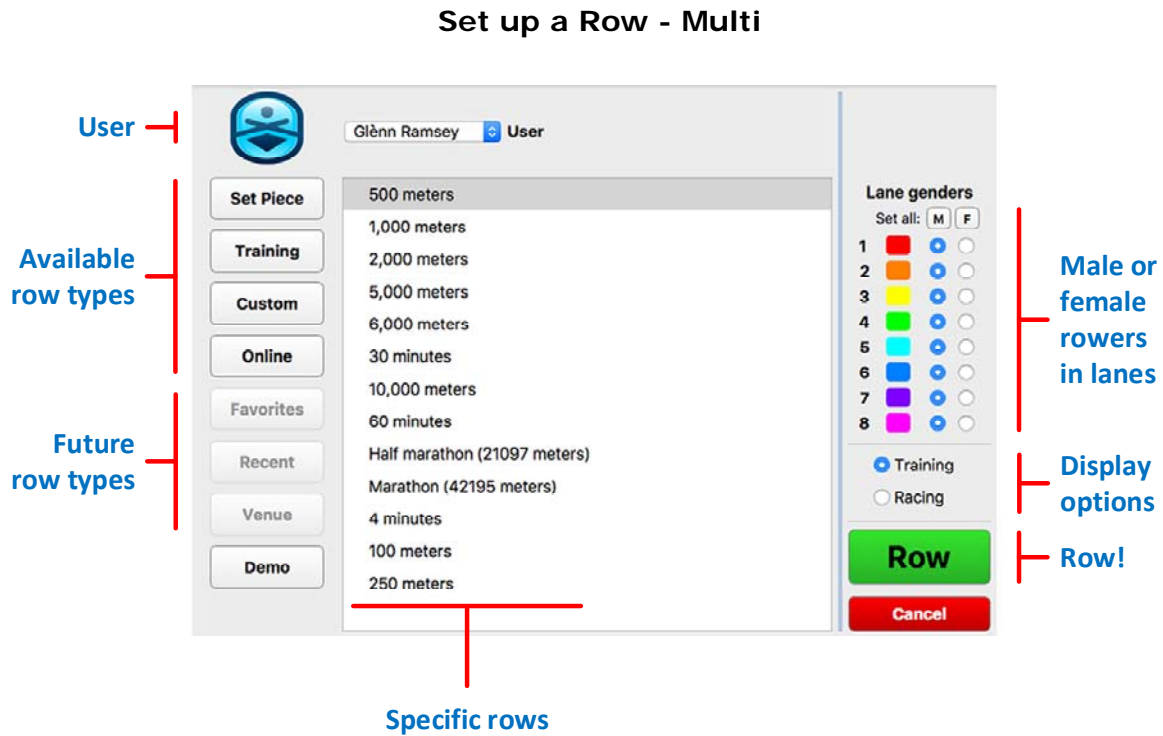 Set up a Row - Multi
User
Glènn Ramsey User
Available
row types
Set Piece
Training
Custom
Online
Future
row types
Favorites
Recent
Venue
Demo
500 meters
1,000 meters
2,000 meters
5,000 meters
6,000 meters
30 minutes
10,000 meters
60 minutes
Half marathon (21097 meters)
Marathon (42195 meters)
4 minutes
100 meters
250 meters
Specific rows
Lane genders
Set all: M F
1
2
3
4
5
6
7
8
Male or
female
rowers
in lanes
Training
Racing
Display
options
Row
Row!
Cancel